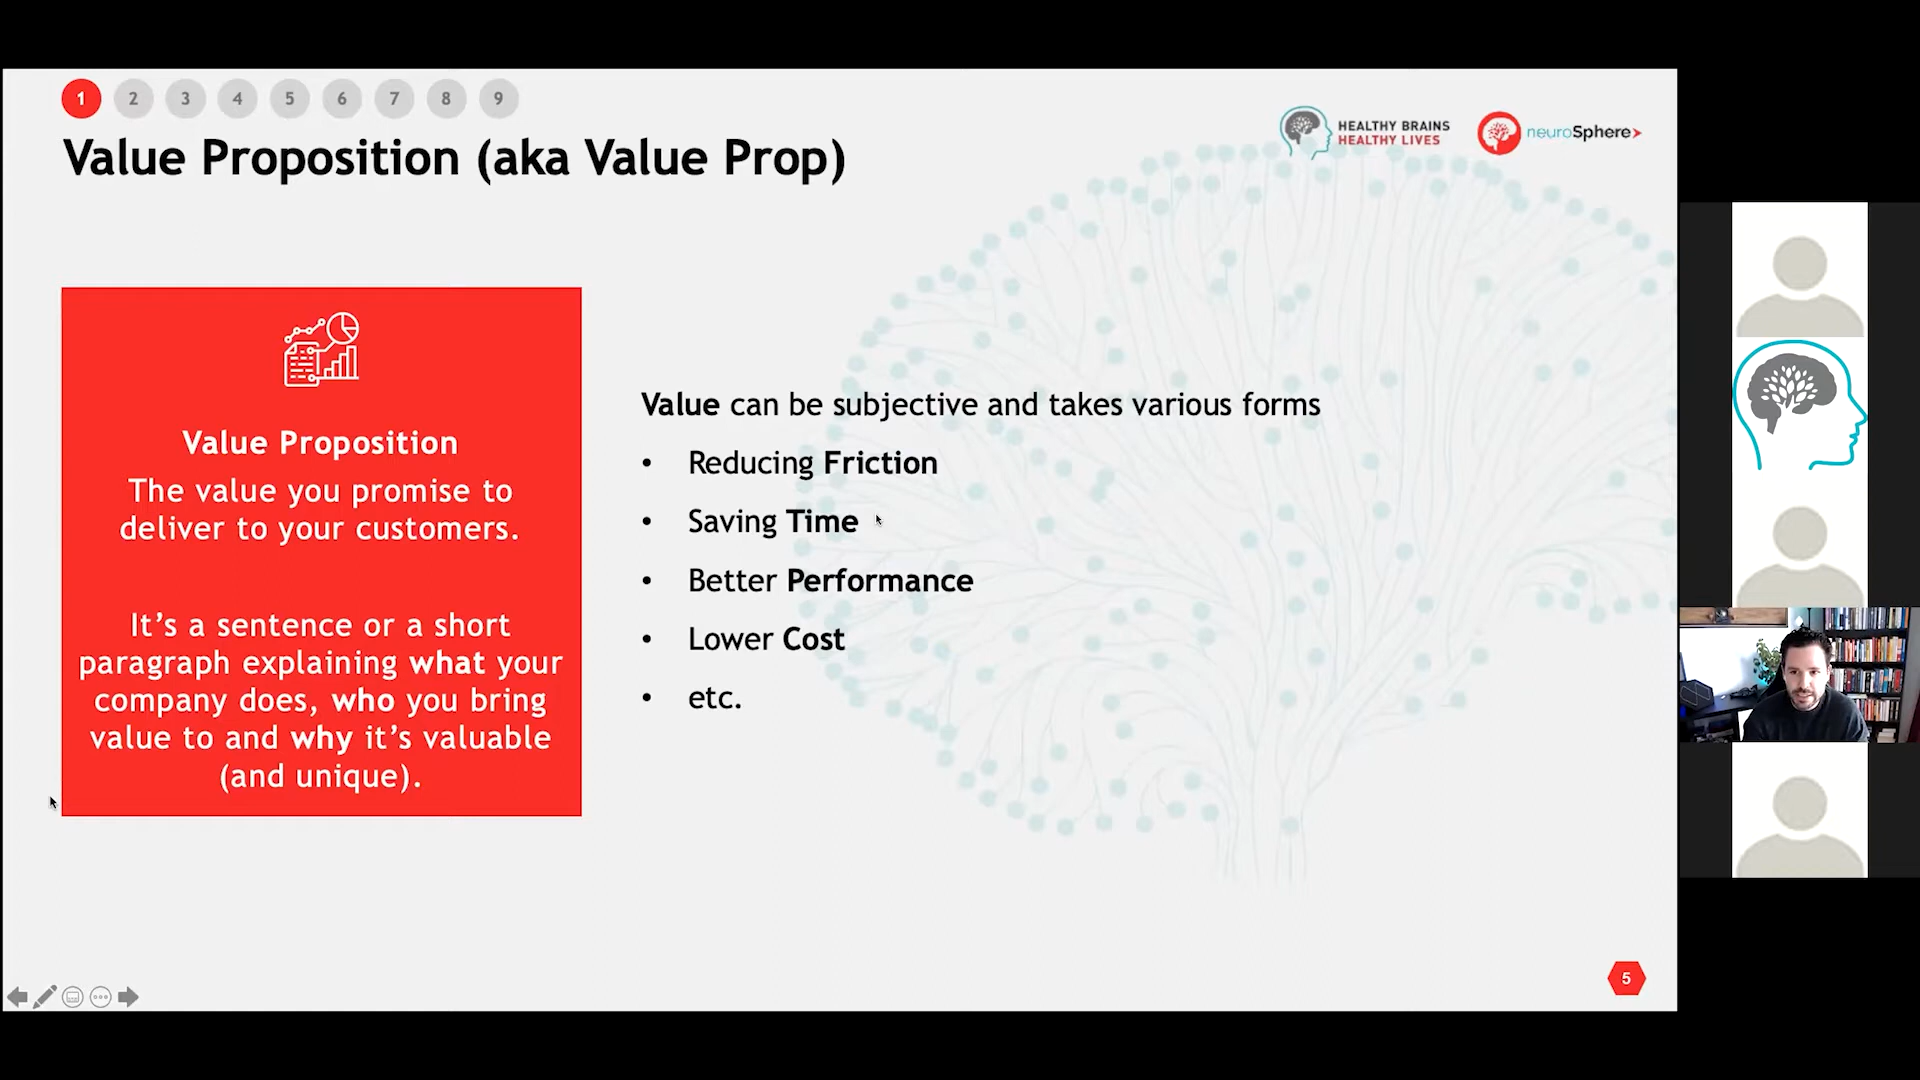 1 2 3 4 5 6 7 8 9
Value Proposition (aka Value Prop)
HEALTHY BRAINS
HEALTHY LIVES
neuroSphere
Value Proposition
The value you promise to
deliver to your customers.
It’s a sentence or a short
paragraph explaining what your
company does, who you bring
value to and why it’s valuable
(and unique).
Value can be subjective and takes various forms
• Reducing Friction
• Saving Time
• Better Performance
• Lower Cost
• etc.
5